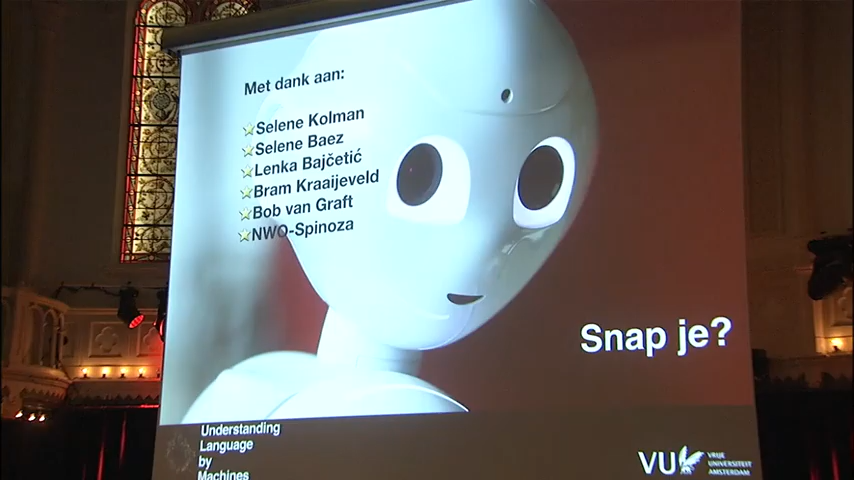 Met dank aan:
Selene Kolman
Selene Baez
Lenka Bajčetić
Bram Kraaijeveld
Bob van Graft
NWO-Spinoza
Snap je?
Understanding
Language
by
Machines
VU
VRIJE
UNIVERSITEIT
AMSTERDAM